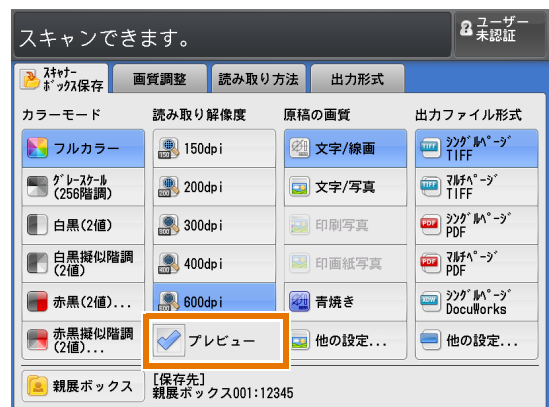 スキャンできます。
ユーザー
未認証
スキャナー
ボックス保存
画質調整
読み取り方法
出力形式
カラーモード
フルカラー
グレースケール
(256階調)
白黒(2値)
白黒擬似階調
(2値)
赤黒(2値)...
赤黒擬似階調
(2値)...
読み取り解像度
150dpi
200dpi
300dpi
400dpi
600dpi
プレビュー
原稿の画質
文字/線画
文字/写真
印刷写真
印画紙写真
青焼き
他の設定...
出力ファイル形式
シングルページ
TIFF
マルチページ
TIFF
シングルページ
PDF
マルチページ
PDF
シングルページ
DocuWorks
他の設定...
親展ボックス
[保存先]
親展ボックス001:12345